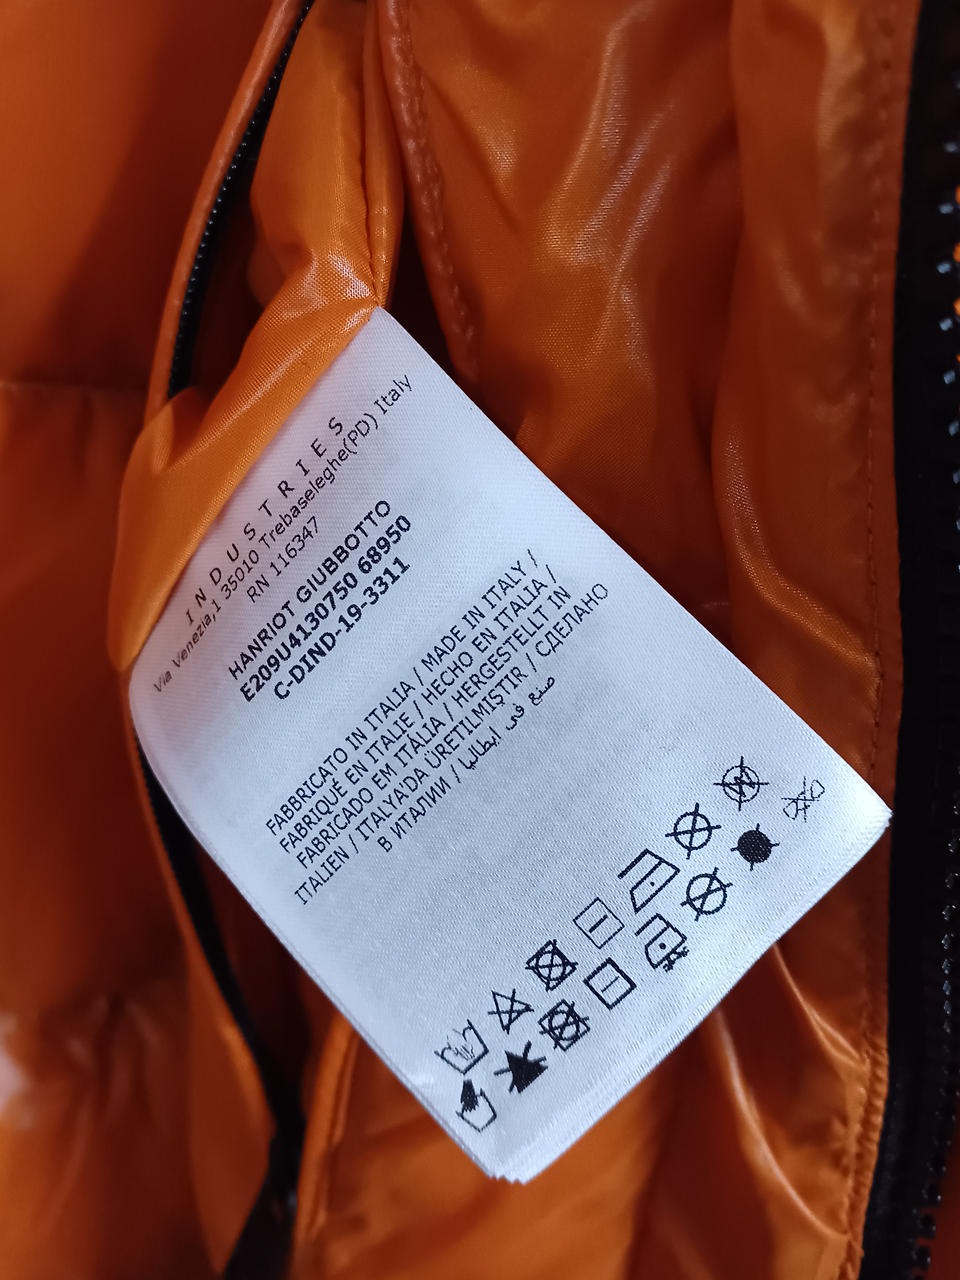 INDUSTRIES
Via Venezia,1 35010 Trebaseleghe(PD) Italy
RN 116347
HANRIOT GIUBBOTTO
E209U4130750 68950
C-DIND-19-3311
FABBRICATO IN ITALIA / MADE IN ITALY /
FABRIQUÉ EN ITALIE / HECHO EN ITALIA /
FABRICADO EM ITÁLIA / HERGESTELLT IN
ITALIEN / ITALYA'DA ÜRETILMIŞTIR / СДЕЛАНО
В ИТАЛИИ / صنع في ايطاليا